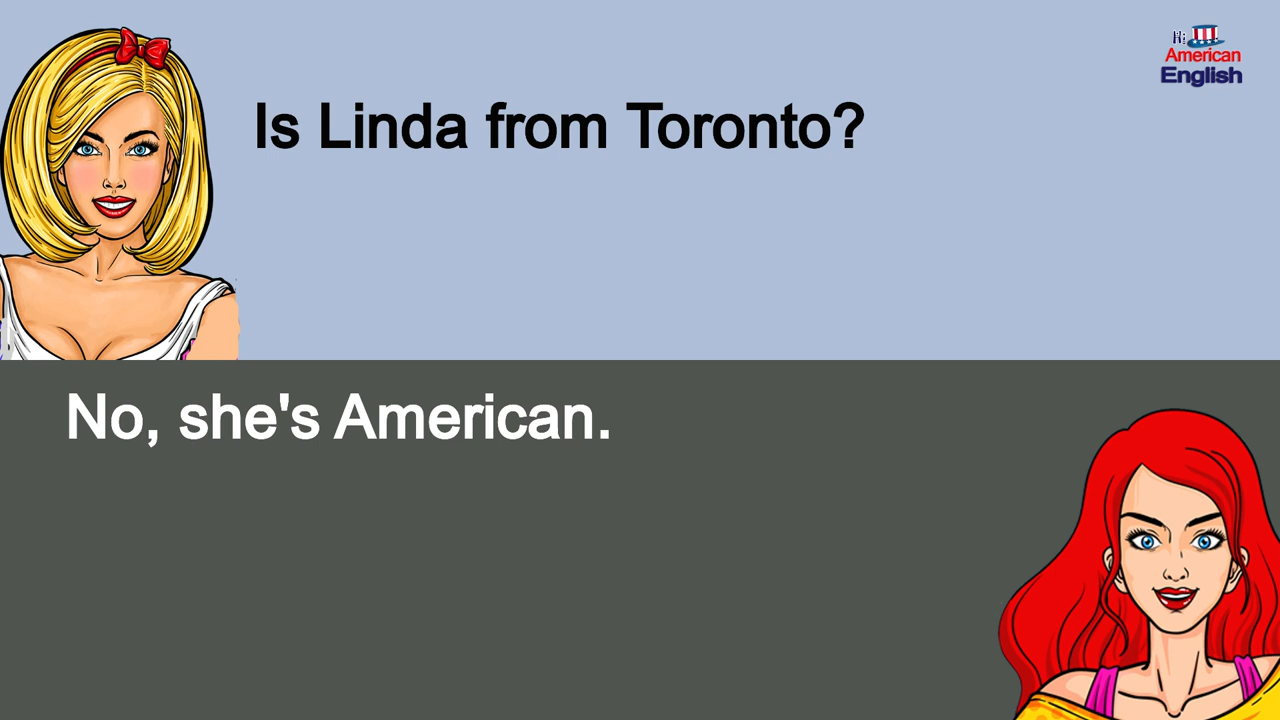 Hi
American
English
Is Linda from Toronto?
No, she's American.